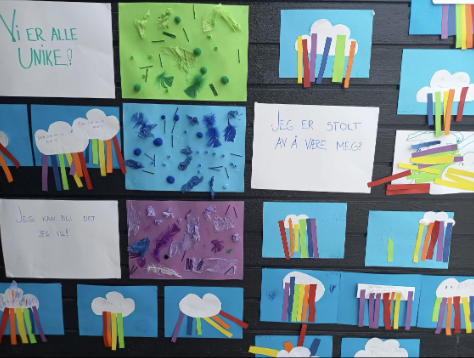 VI ER ALLE
UNIKE!
JEG ER STOLT
AV Å VÆRE MEG!
JEG KAN BLI DET
JEG VIL!